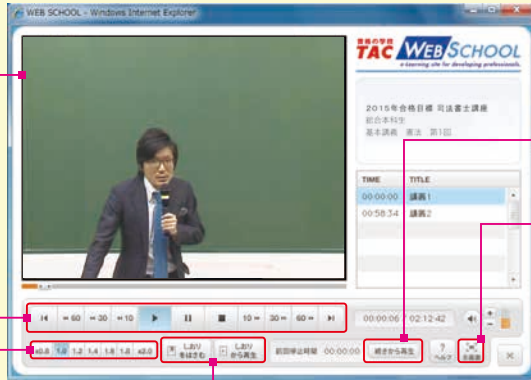 WEB SCHOOL - Windows Internet Explorer
資格の学校
TAC WEB SCHOOL
e-Learning site for developing professionals.
2015年合格目標 司法書士講座
総合本科生
基本講義 憲法 第1回
TIME TITLE
00:00:00 講義1
00:58:34 講義2
60 30 10 10 30 60
00:00:06 / 02:12:42
x0.8 1.0 1.2 1.4 1.6 1.8 x2.0
しおりをはさむ
しおりから再生
前回停止時間 00:00:00
続きから再生
?
ヘルプ
全画面